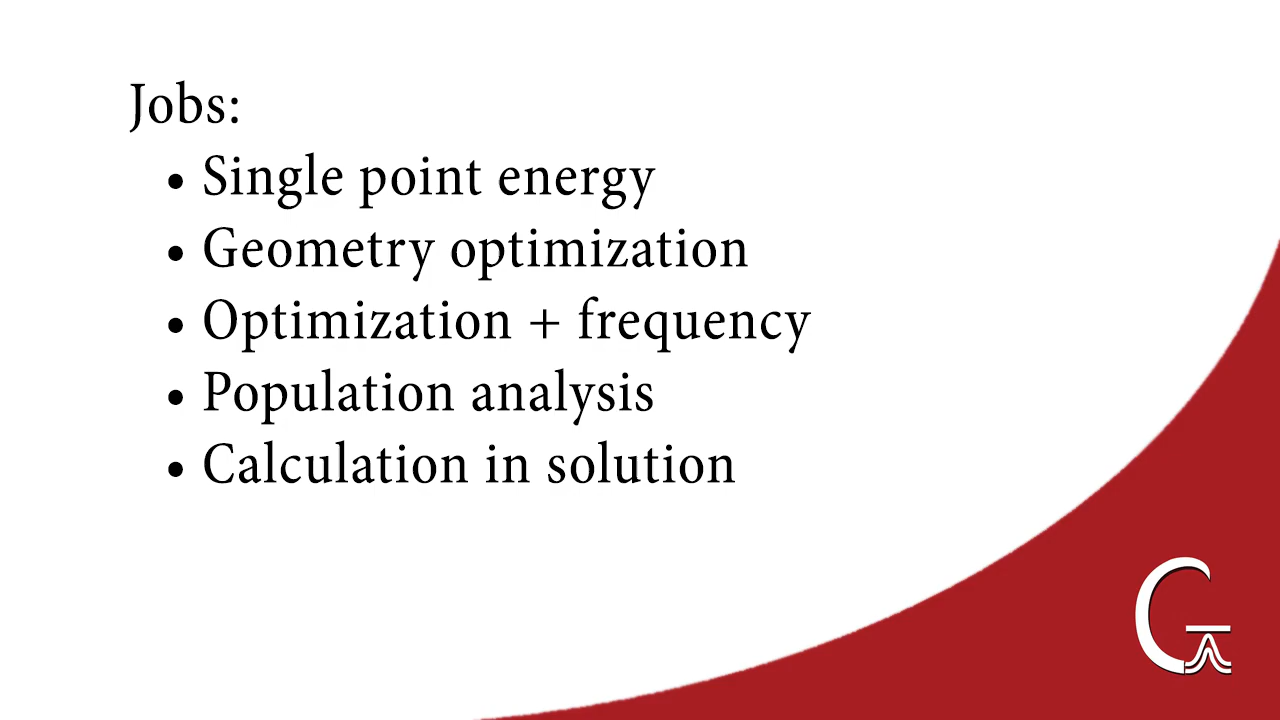 Jobs:
• Single point energy
• Geometry optimization
• Optimization + frequency
• Population analysis
• Calculation in solution
G